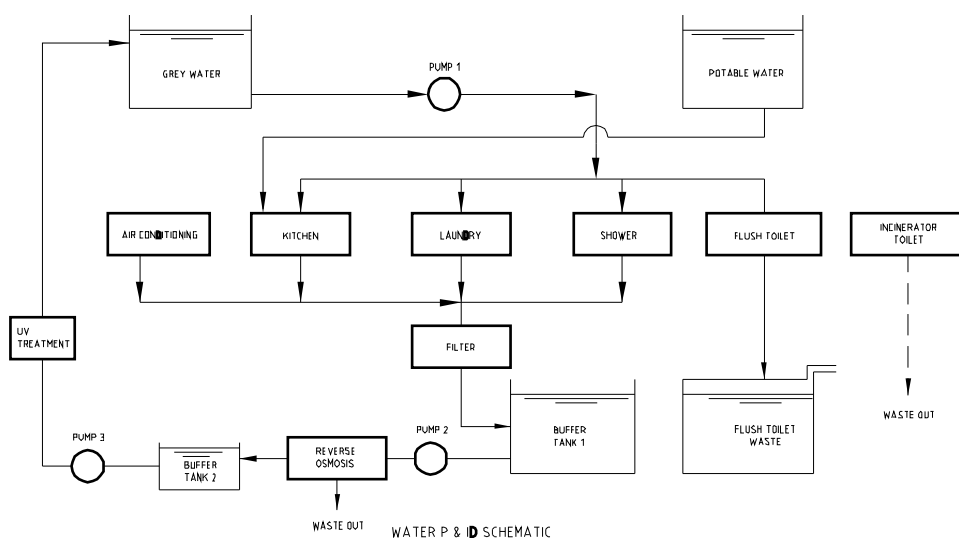 GREY WATER
POTABLE WATER
PUMP 1
AIR CONDITIONING
KITCHEN
LAUNDRY
SHOWER
FLUSH TOILET
INCINERATOR
TOILET
UV
TREATMENT
FILTER
WASTE OUT
BUFFER
TANK 1
FLUSH TOILET
WASTE
PUMP 3
PUMP 2
BUFFER
TANK 2
REVERSE
OSMOSIS
WASTE OUT
WATER P & ID SCHEMATIC